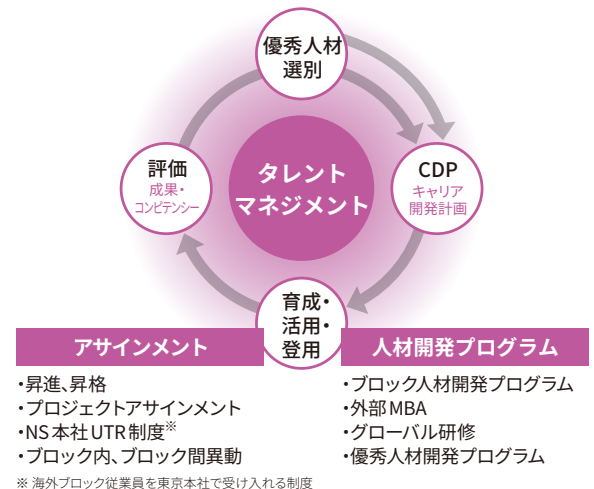 優秀人材
選別
評価
成果・
コンピテンシー
タレント
マネジメント
CDP
キャリア
開発計画
育成・
活用・
登用
アサインメント
・昇進、昇格
・プロジェクトアサインメント
・NS本社UTR制度※
・ブロック内、ブロック間異動
※ 海外ブロック従業員を東京本社で受け入れる制度
人材開発プログラム
・ブロック人材開発プログラム
・外部MBA
・グローバル研修
・優秀人材開発プログラム